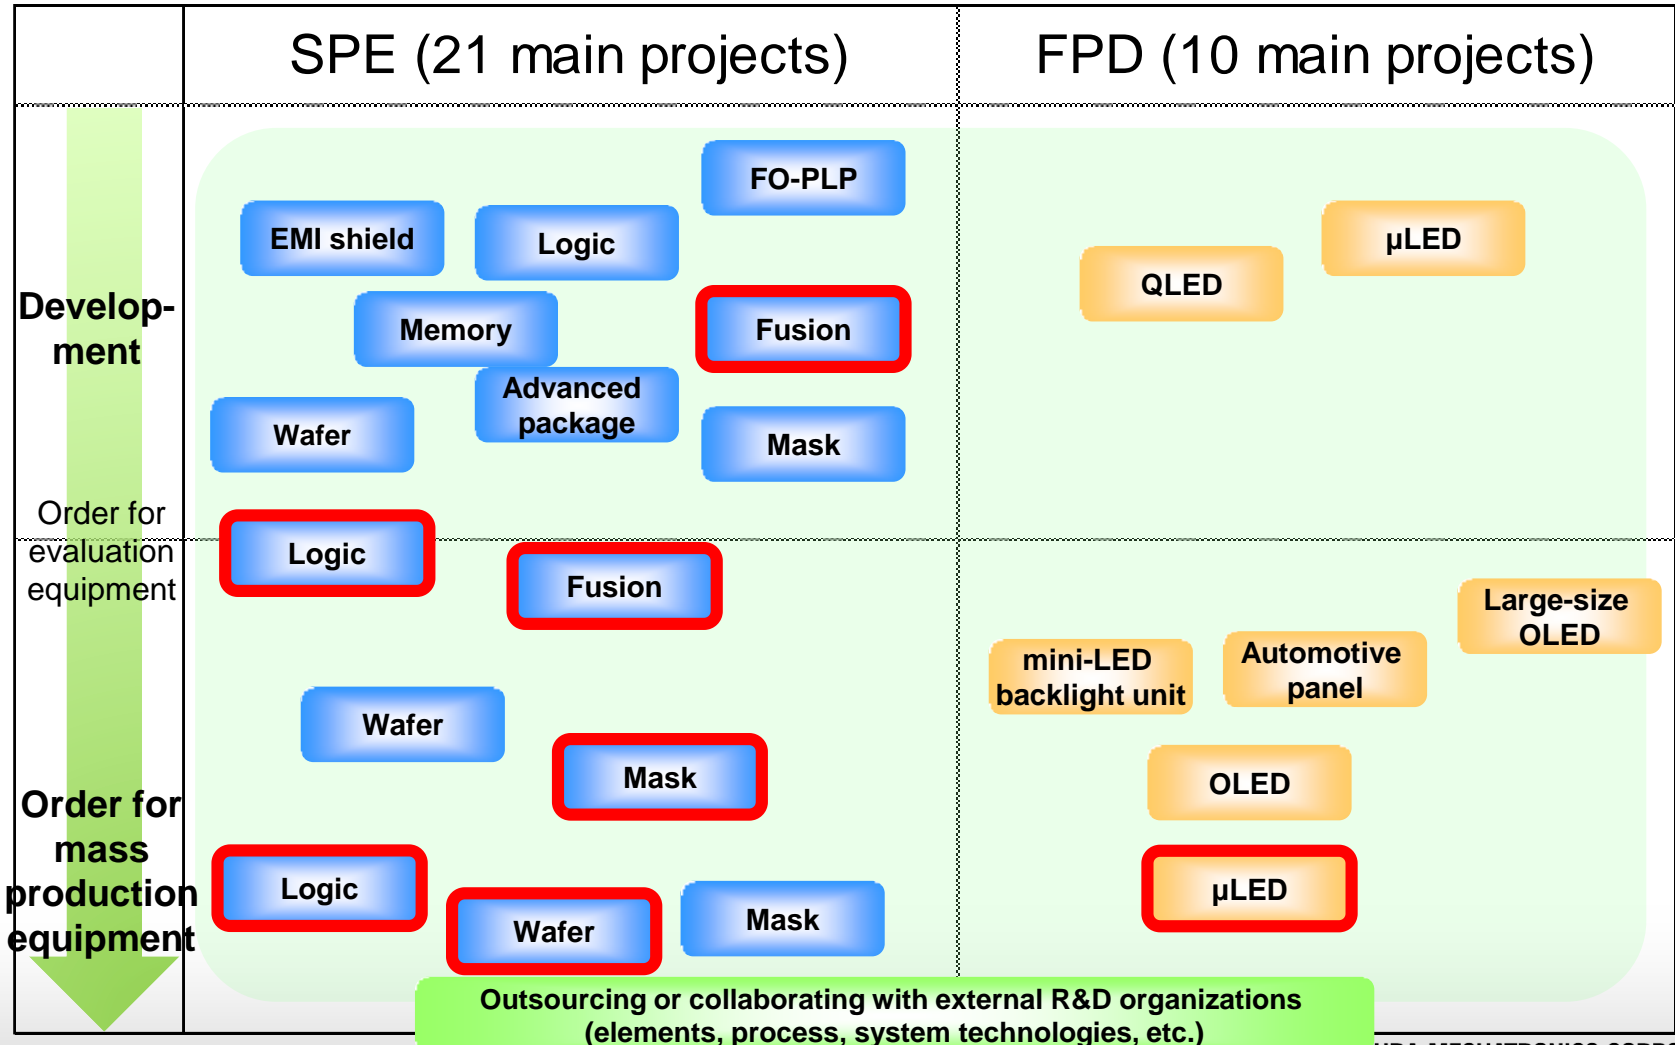 SPE (21 main projects)
FPD (10 main projects)
Develop-
ment
Order for
evaluation
equipment
Order for
mass
production
equipment
FO-PLP
EMI shield
Logic
Memory
Fusion
Advanced
package
Wafer
Mask
Logic
Fusion
Wafer
Mask
Logic
Wafer
Mask
µLED
QLED
Large-size
OLED
mini-LED
backlight unit
Automotive
panel
OLED
µLED
Outsourcing or collaborating with external R&D organizations
(elements, process, system technologies, etc.)